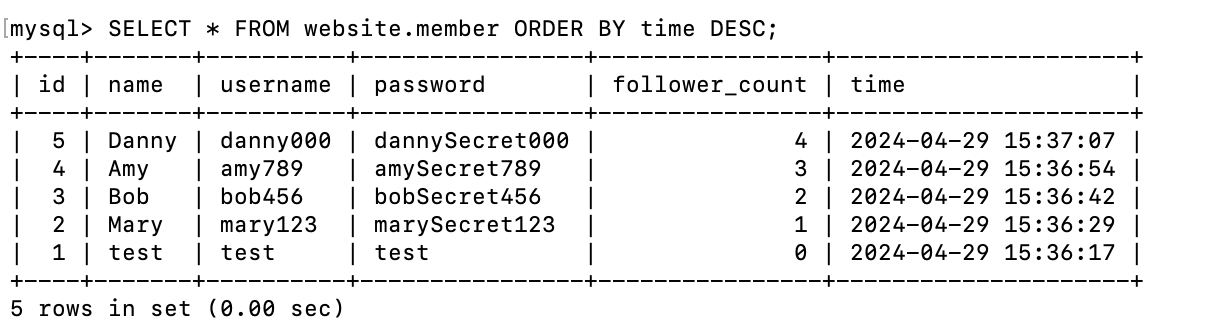 [mysql> SELECT * FROM website.member ORDER BY time DESC;
+----+-------+----------+----------------+----------------+---------------------+
| id | name  | username | password       | follower_count | time                |
+----+-------+----------+----------------+----------------+---------------------+
|  5 | Danny | danny000 | dannySecret000 |              4 | 2024-04-29 15:37:07 |
|  4 | Amy   | amy789   | amySecret789   |              3 | 2024-04-29 15:36:54 |
|  3 | Bob   | bob456   | bobSecret456   |              2 | 2024-04-29 15:36:42 |
|  2 | Mary  | mary123  | marySecret123  |              1 | 2024-04-29 15:36:29 |
|  1 | test  | test     | test           |              0 | 2024-04-29 15:36:17 |
+----+-------+----------+----------------+----------------+---------------------+
5 rows in set (0.00 sec)